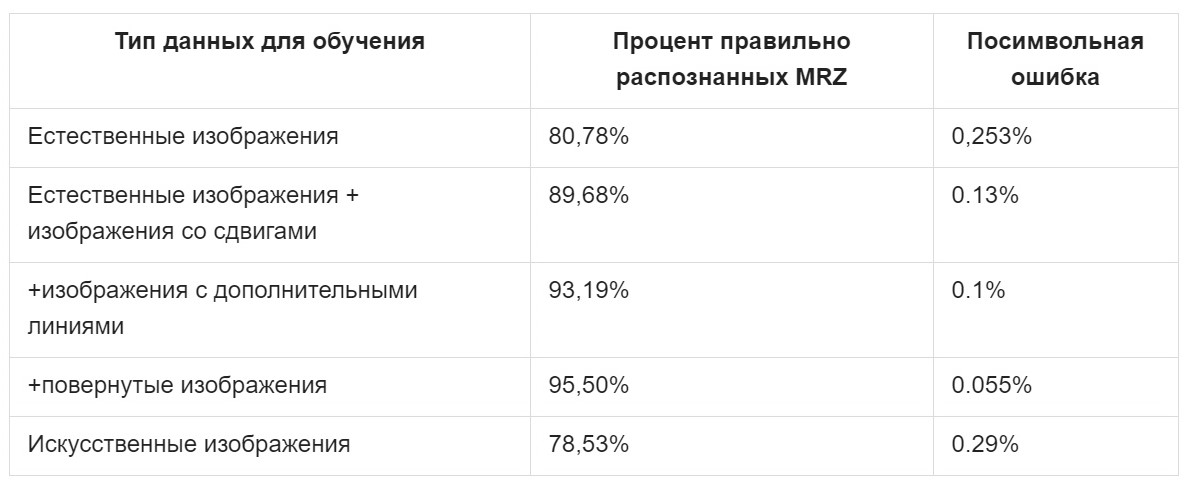 Тип данных для обучения
Процент правильно
распознанных MRZ
Посимвольная
ошибка
Естественные изображения
80,78%
0,253%
Естественные изображения +
изображения со сдвигами
89,68%
0.13%
+изображения с дополнительными
линиями
93,19%
0.1%
+повернутые изображения
95,50%
0.055%
Искусственные изображения
78,53%
0.29%